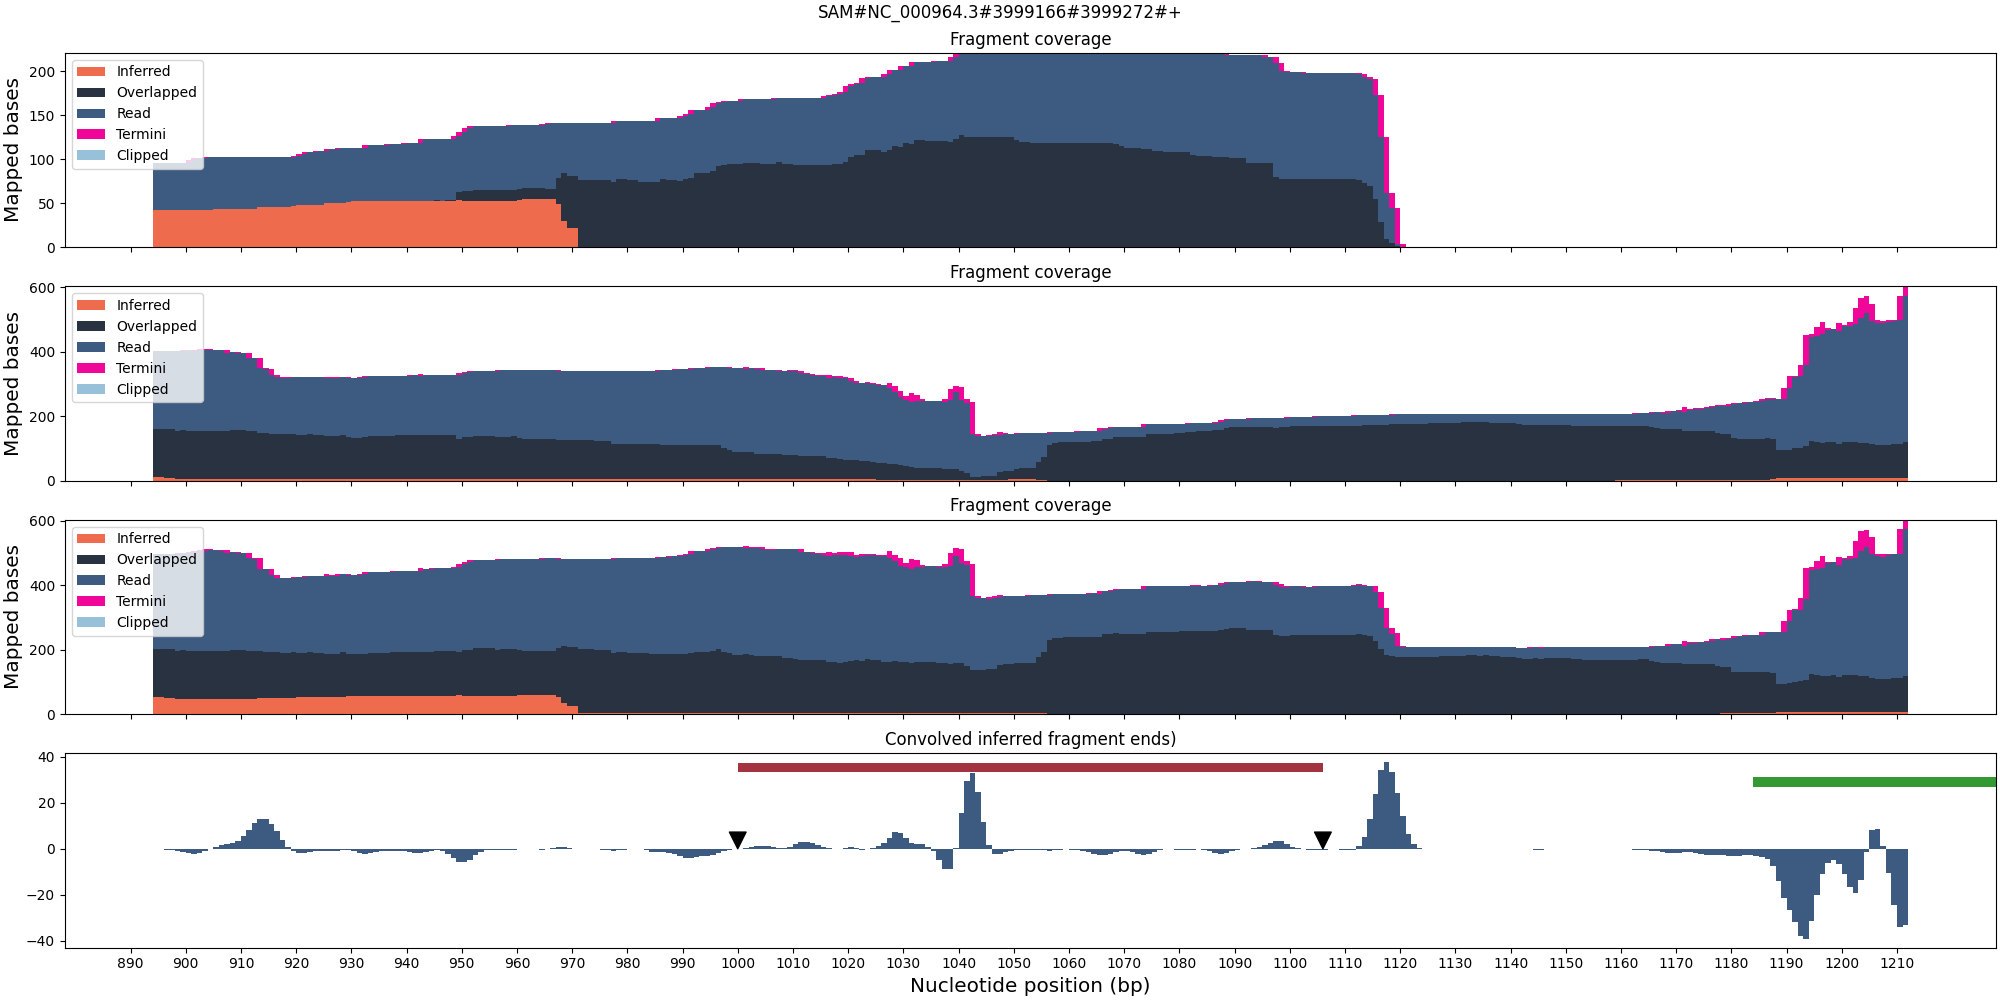 SAM#NC_000964.3#3999166#3999272#+
Fragment coverage
Mapped bases
200
150
100
50
0
Inferred
Overlapped
Read
Termini
Clipped
Fragment coverage
Mapped bases
600
400
200
0
Inferred
Overlapped
Read
Termini
Clipped
Fragment coverage
Mapped bases
600
400
200
0
Inferred
Overlapped
Read
Termini
Clipped
Convolved inferred fragment ends)
40
20
0
−20
−40
890 900 910 920 930 940 950 960 970 980 990 1000 1010 1020 1030 1040 1050 1060 1070 1080 1090 1100 1110 1120 1130 1140 1150 1160 1170 1180 1190 1200 1210
Nucleotide position (bp)